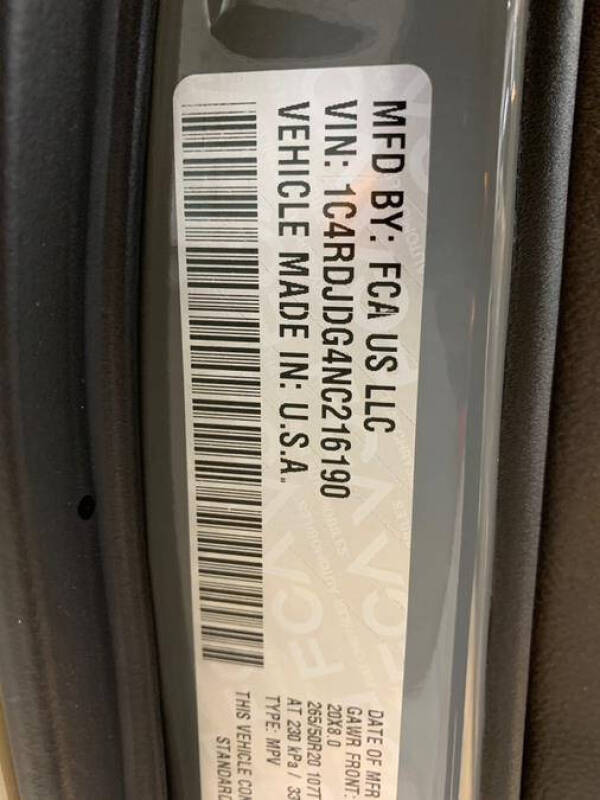 MFD BY: FCA US LLC
VIN: 1C4RDJDG4NC216190
VEHICLE MADE IN: U.S.A.
DATE OF MFR
GAWR FRONT:
20X8.0
265/50R20 107T
AT 230 kPa / 33
TYPE: MPV
THIS VEHICLE CON
STANDARD
FCA